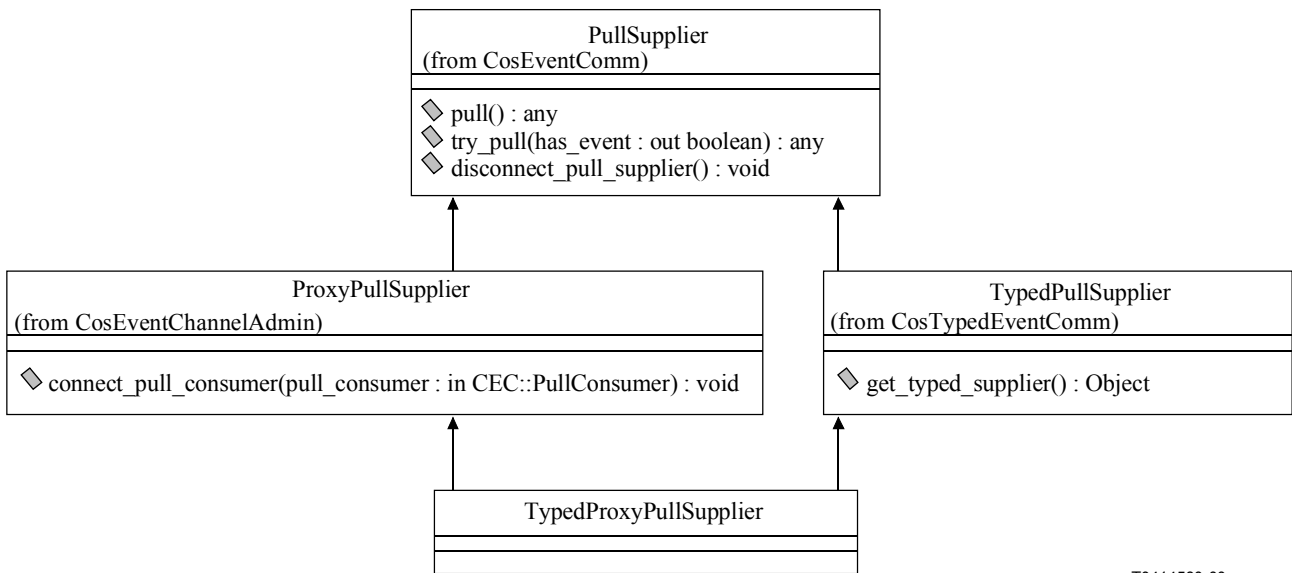 PullSupplier
(from CosEventComm)
pull() : any
try_pull(has_event : out boolean) : any
disconnect_pull_supplier() : void
ProxyPullSupplier
(from CosEventChannelAdmin)
connect_pull_consumer(pull_consumer : in CEC::PullConsumer) : void
TypedPullSupplier
(from CosTypedEventComm)
get_typed_supplier() : Object
TypedProxyPullSupplier